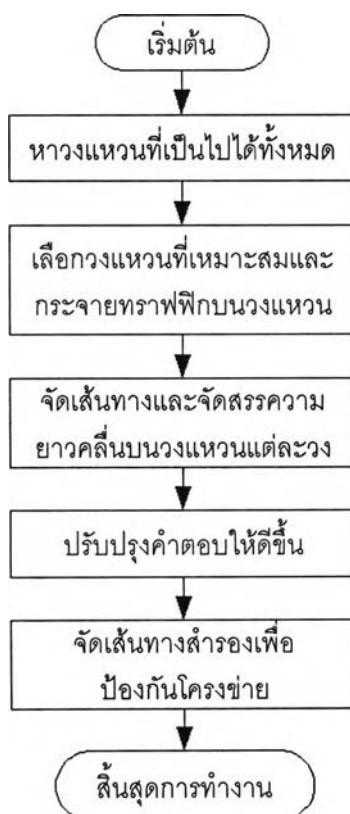 เริ่มต้น
หาวงแหวนที่เป็นไปได้ทั้งหมด
เลือกวงแหวนที่เหมาะสมและ
กระจายทราฟฟิกบนวงแหวน
จัดเส้นทางและจัดสรรความ
ยาวคลื่นบนวงแหวนแต่ละวง
ปรับปรุงคำตอบให้ดีขึ้น
จัดเส้นทางสำรองเพื่อ
ป้องกันโครงข่าย
สิ้นสุดการทำงาน